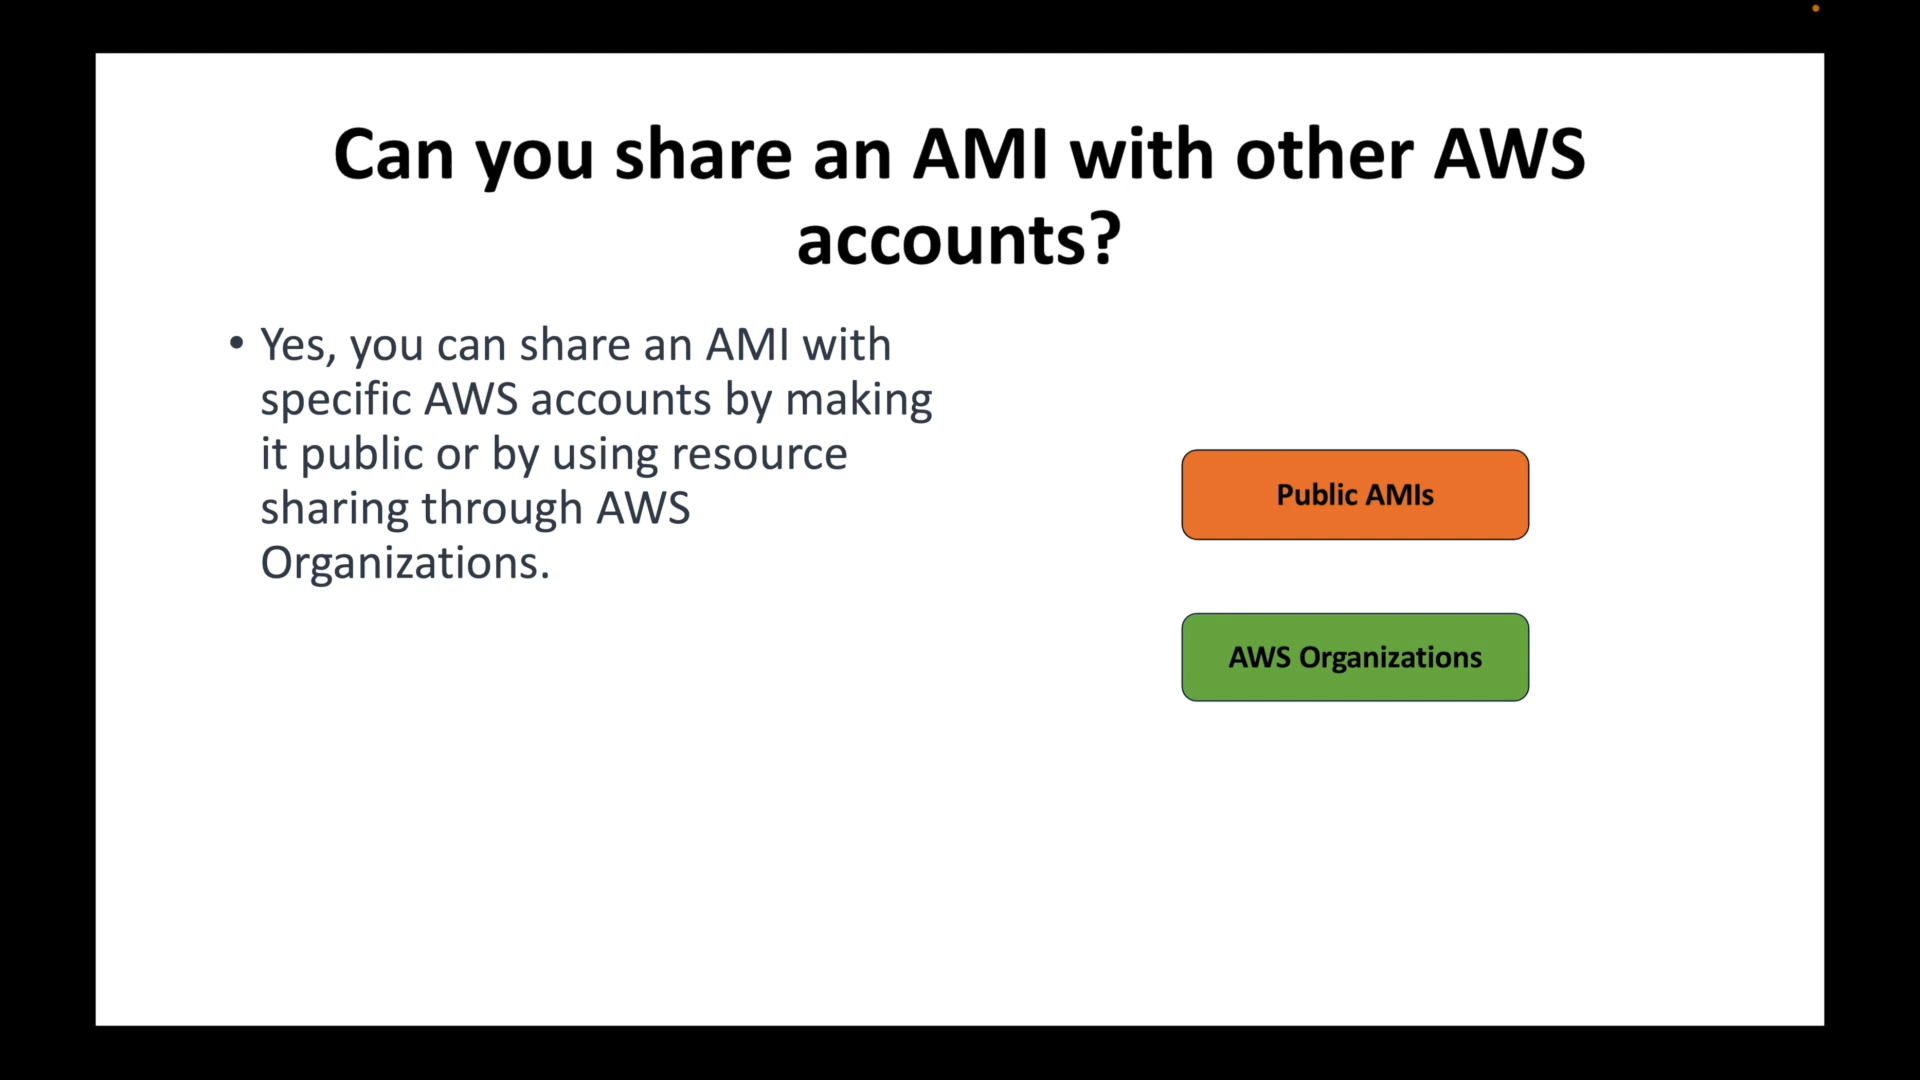 Can you share an AMI with other AWS
accounts?
• Yes, you can share an AMI with
specific AWS accounts by making
it public or by using resource
sharing through AWS
Organizations.
Public AMIs
AWS Organizations